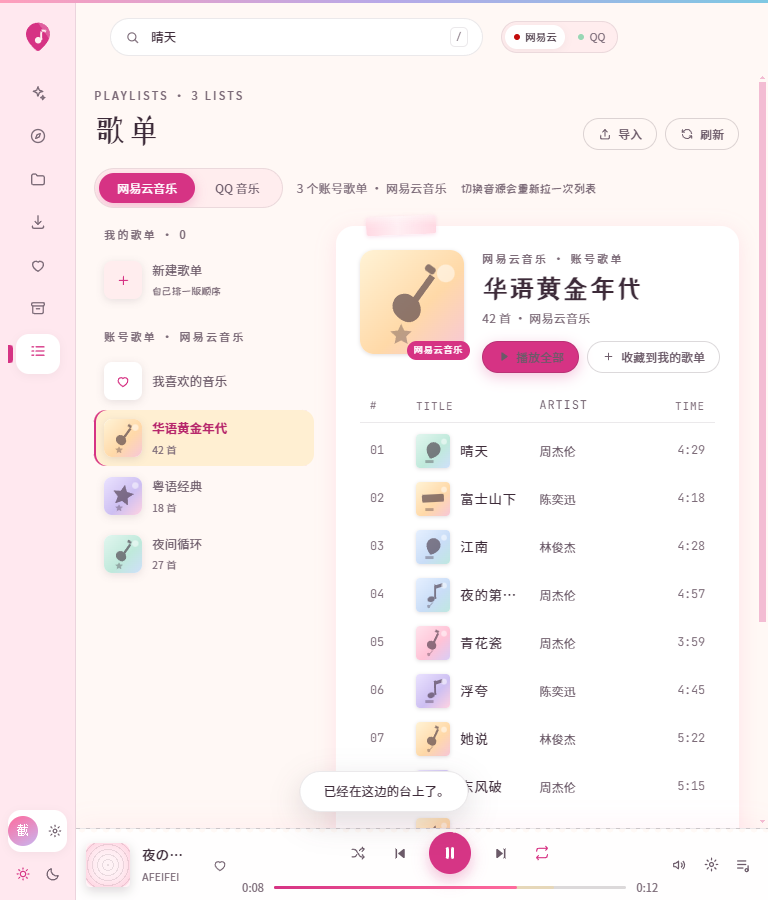 晴天
/
网易云
QQ
PLAYLISTS • 3 LISTS
歌单
导入
刷新
网易云音乐
QQ 音乐
3 个账号歌单 • 网易云音乐
切换音源会重新拉一次列表
我的歌单 • 0
新建歌单
自己排一版顺序
账号歌单 • 网易云音乐
我喜欢的音乐
华语黄金年代
42 首
粤语经典
18 首
夜间循环
27 首
网易云音乐
网易云音乐 • 账号歌单
华语黄金年代
42 首 • 网易云音乐
播放全部
收藏到我的歌单
# TITLE ARTIST TIME
01 晴天 周杰伦 4:29
02 富士山下 陈奕迅 4:18
03 江南 林俊杰 4:28
04 夜的第… 周杰伦 4:57
05 青花瓷 周杰伦 3:59
06 浮夸 陈奕迅 4:45
07 她说 林俊杰 5:22
东风破 周杰伦 5:15
已经在这边的台上了。
截
夜の…
AFEIFEI
0:08
0:12